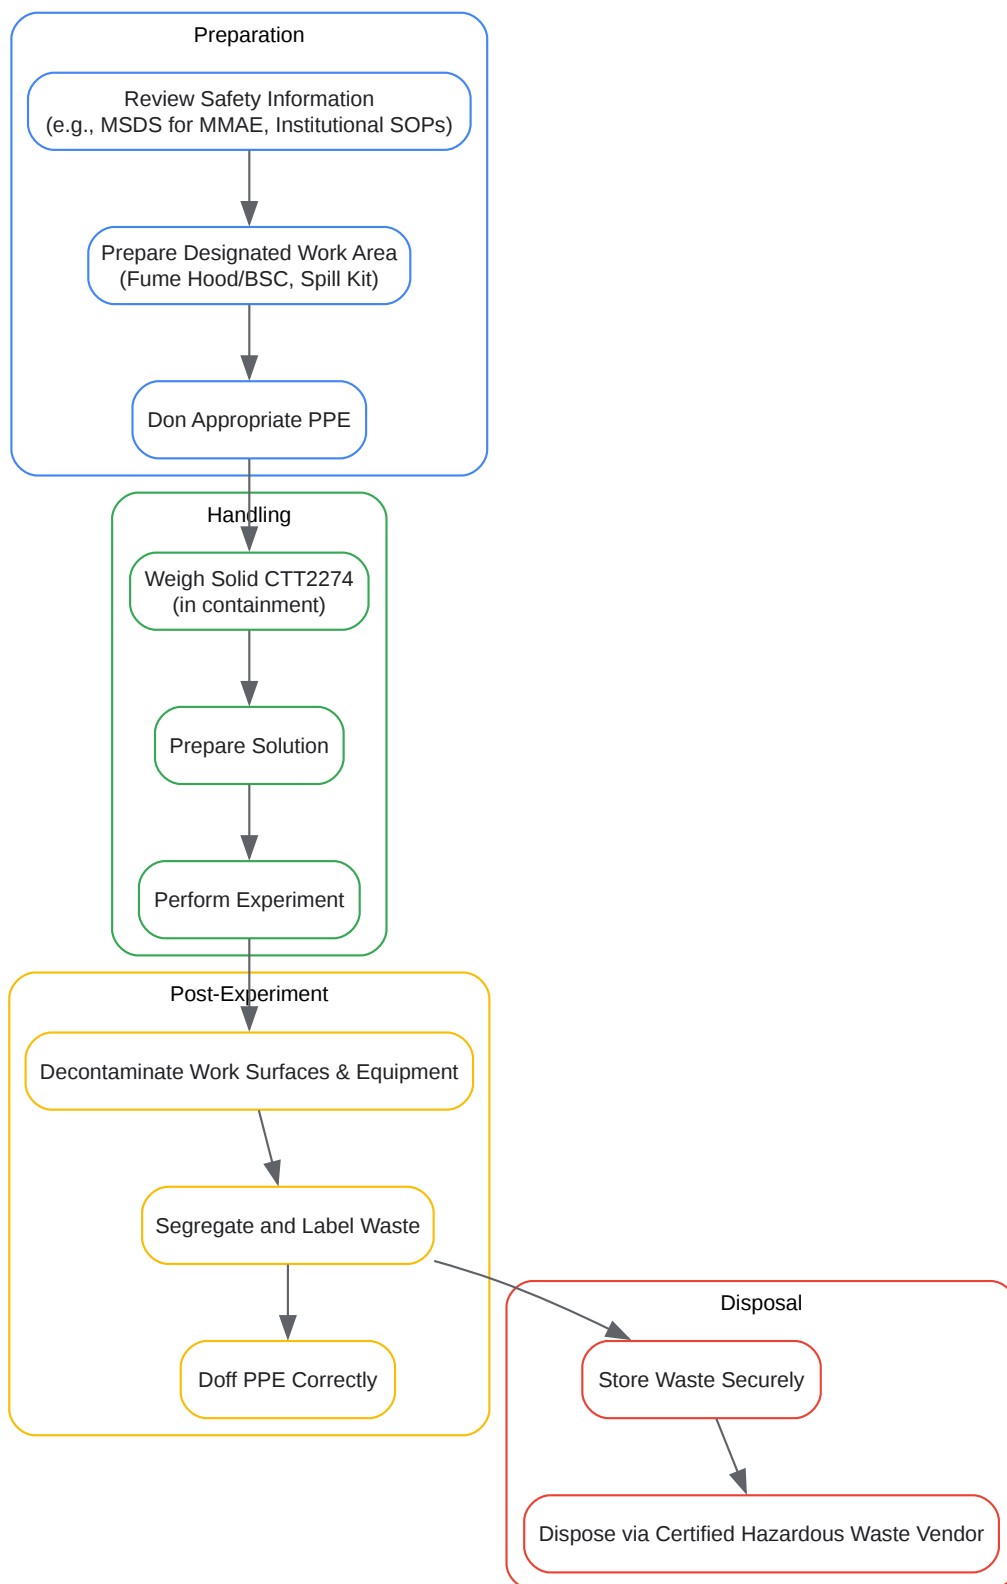 Preparation
Review Safety Information
(e.g., MSDS for MMAE, Institutional SOPs)
Prepare Designated Work Area
(Fume Hood/BSC, Spill Kit)
Don Appropriate PPE
Handling
Weigh Solid CTT2274
(in containment)
Prepare Solution
Perform Experiment
Post-Experiment
Decontaminate Work Surfaces & Equipment
Segregate and Label Waste
Doff PPE Correctly
Disposal
Store Waste Securely
Dispose via Certified Hazardous Waste Vendor